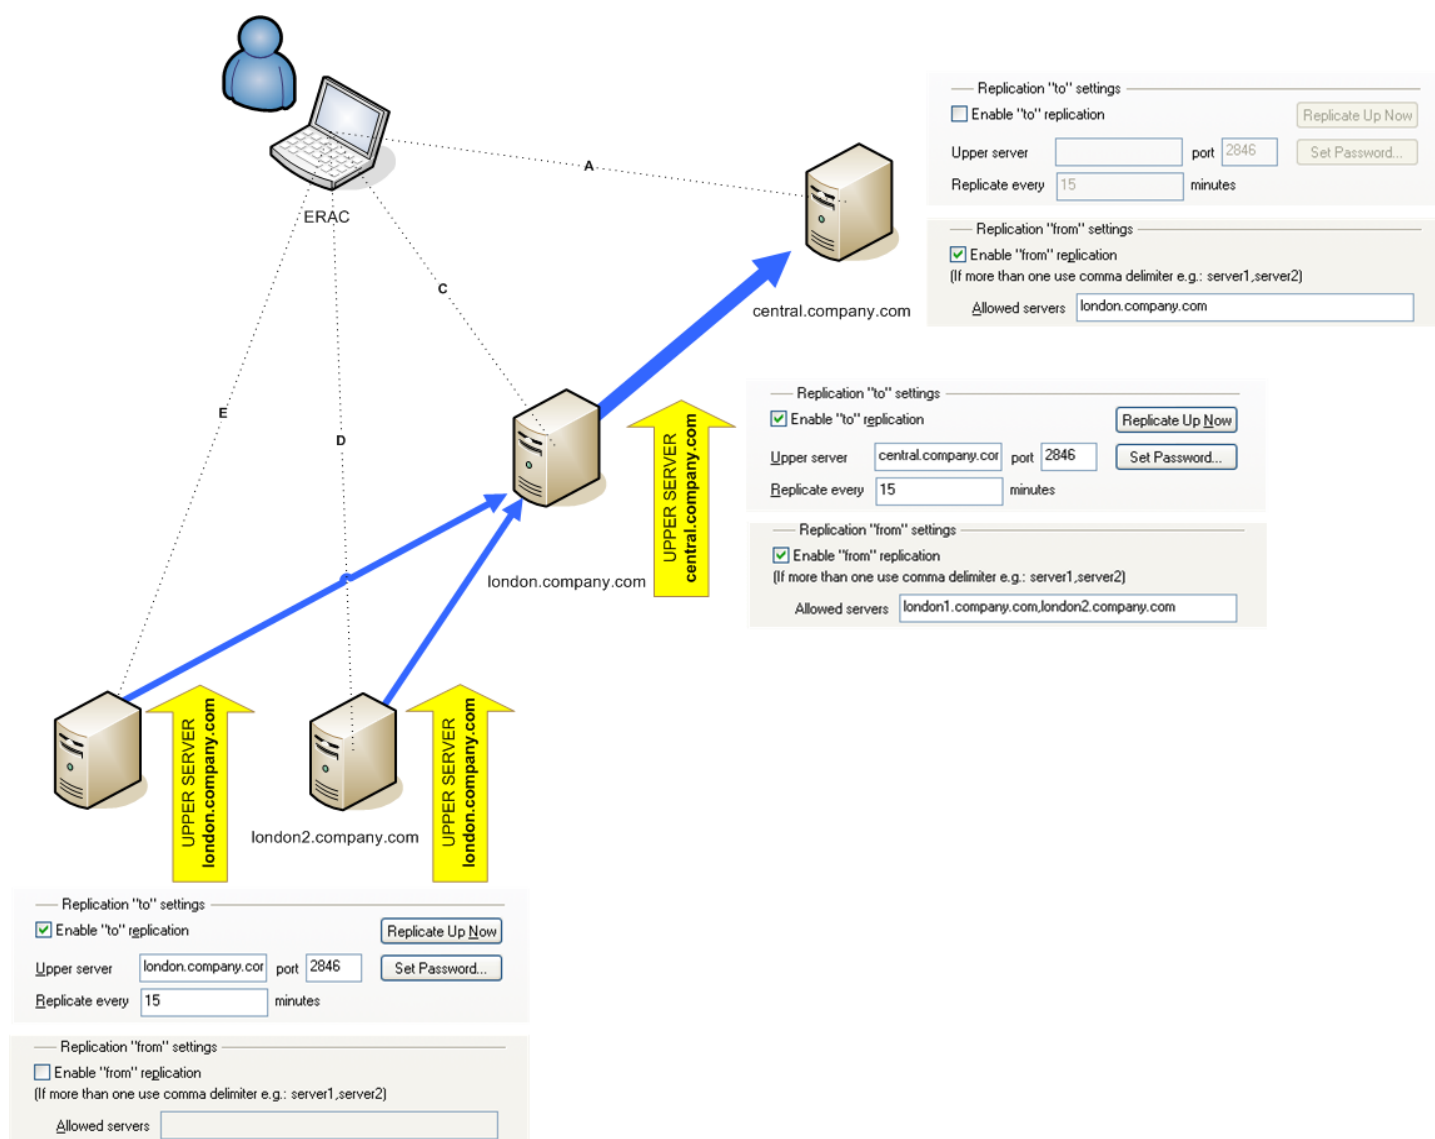 Replication "to" settings
Enable "to" replication
Replicate Up Now
Upper server
port
2846
Set Password...
Replicate every
15
minutes
A
ERAC
Replication "from" settings
Enable "from" replication
(If more than one use comma delimiter e.g.: server1,server2)
Allowed servers
london.company.com
central.company.com
C
E
D
Replication "to" settings
Enable "to" replication
Replicate Up Now
Upper server
central.company.cor
port
2846
Set Password...
Replicate every
15
minutes
UPPER SERVER
central.company.com
london.company.com
Replication "from" settings
Enable "from" replication
(If more than one use comma delimiter e.g.: server1,server2)
Allowed servers
london1.company.com,london2.company.com
UPPER SERVER
london.company.com
UPPER SERVER
london.company.com
london2.company.com
Replication "to" settings
Enable "to" replication
Replicate Up Now
Upper server
london.company.cor
port
2846
Set Password...
Replicate every
15
minutes
Replication "from" settings
Enable "from" replication
(If more than one use comma delimiter e.g.: server1,server2)
Allowed servers